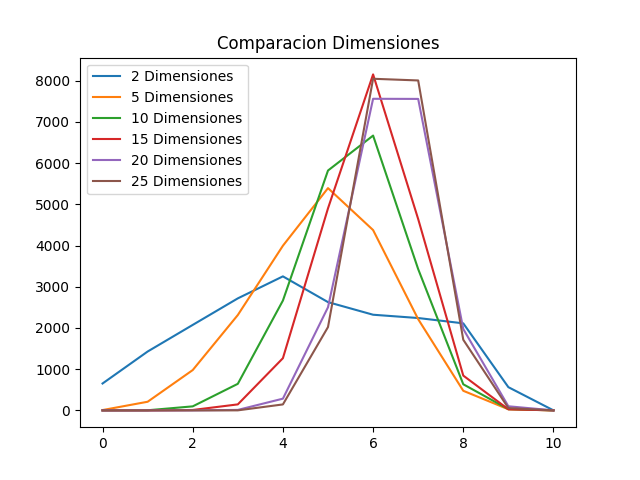 Comparacion Dimensiones
2 Dimensiones
5 Dimensiones
10 Dimensiones
15 Dimensiones
20 Dimensiones
25 Dimensiones
8000
7000
6000
5000
4000
3000
2000
1000
0
0 2 4 6 8 10